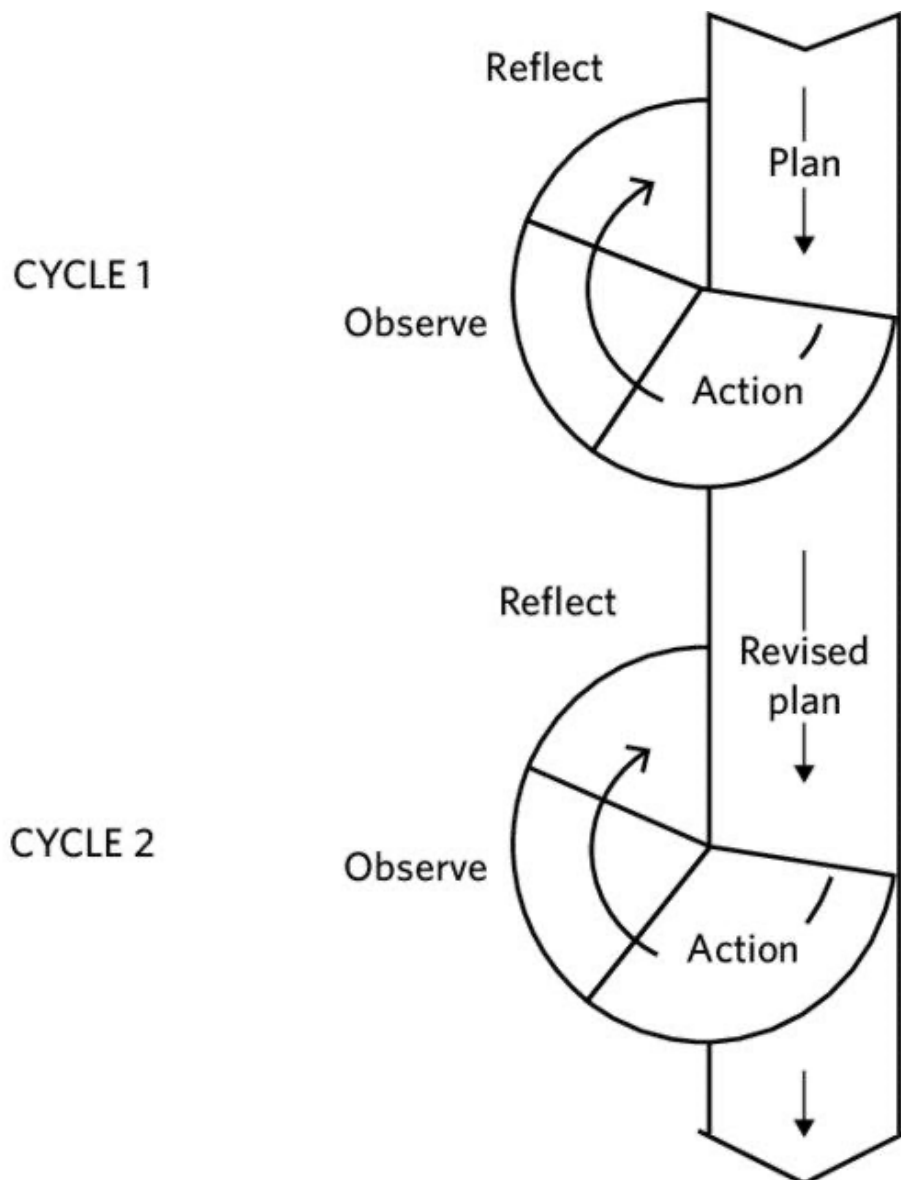 Reflect
Plan
CYCLE 1
Observe
Action
Reflect
Revised
plan
CYCLE 2
Observe
Action